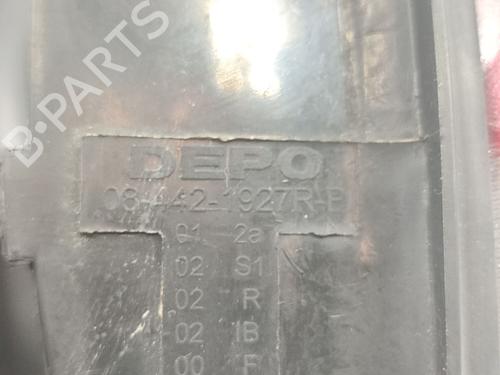 B-PARTS
DEPO
08-442-1927R-P
01 2a
02 S1
02 R
02 IB
00 F